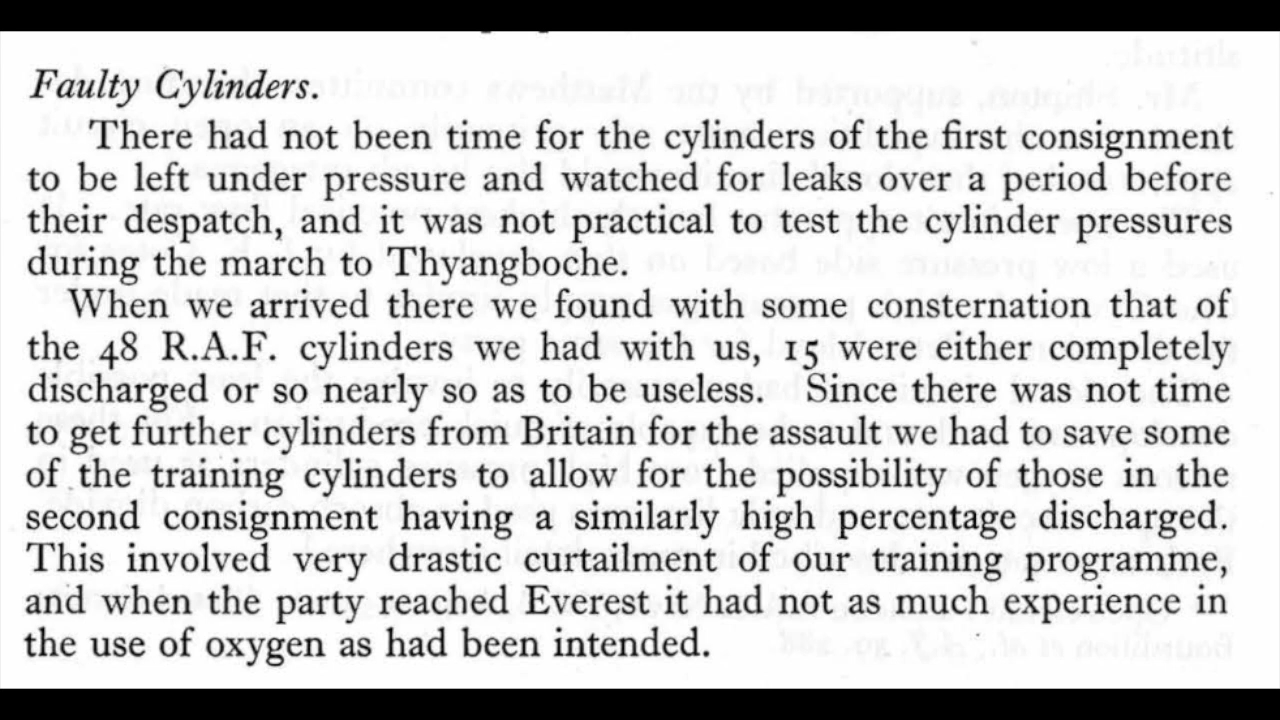 Faulty Cylinders.
There had not been time for the cylinders of the first consignment
to be left under pressure and watched for leaks over a period before
their despatch, and it was not practical to test the cylinder pressures
during the march to Thyangboche.
When we arrived there we found with some consternation that of
the 48 R.A.F. cylinders we had with us, 15 were either completely
discharged or so nearly so as to be useless. Since there was not time
to get further cylinders from Britain for the assault we had to save some
of the training cylinders to allow for the possibility of those in the
second consignment having a similarly high percentage discharged.
This involved very drastic curtailment of our training programme,
and when the party reached Everest it had not as much experience in
the use of oxygen as had been intended.